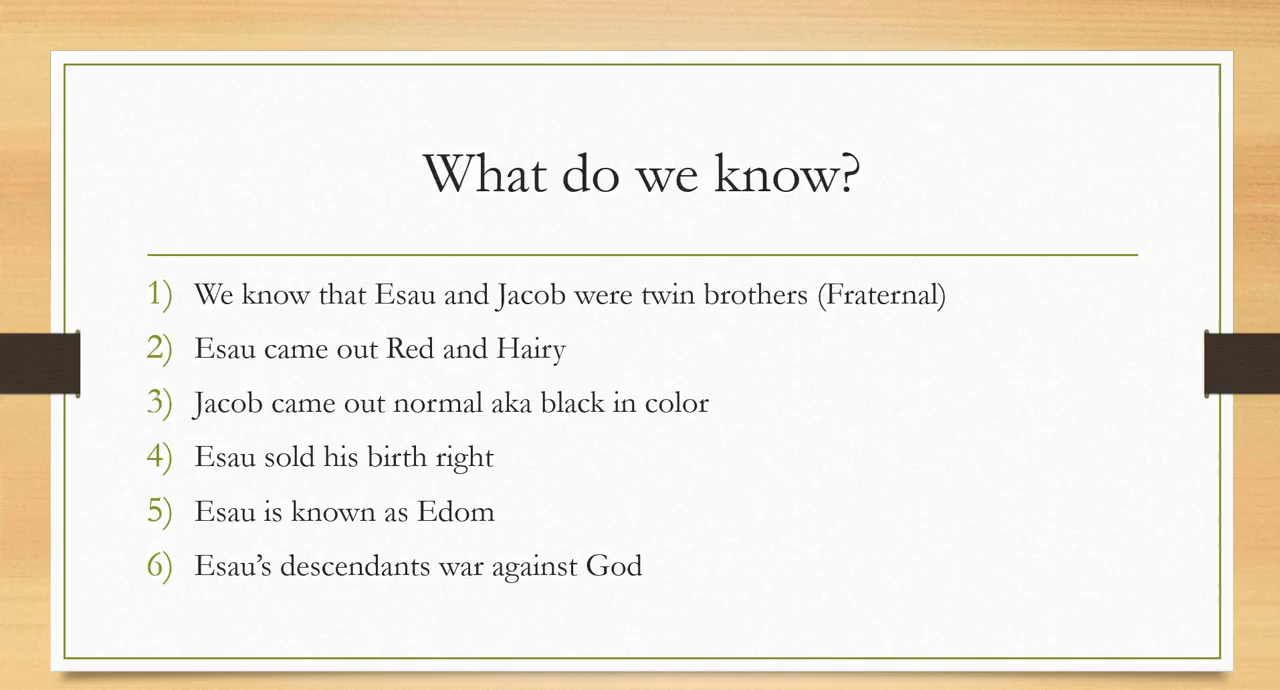 What do we know?
1) We know that Esau and Jacob were twin brothers (Fraternal)
2) Esau came out Red and Hairy
3) Jacob came out normal aka black in color
4) Esau sold his birth right
5) Esau is known as Edom
6) Esau’s descendants war against God